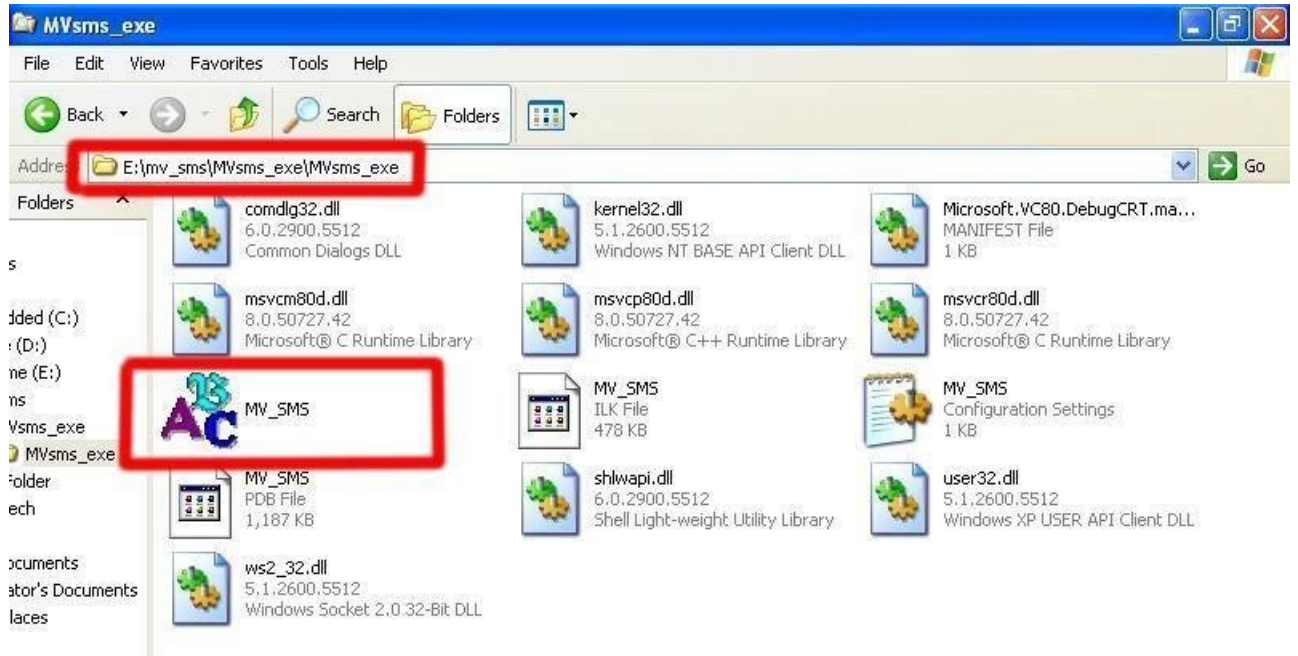 MVsms_exe
File Edit View Favorites Tools Help
Back Search Folders
Addre E:\mv_sms\MVsms_exe\MVsms_exe Go
Folders
comdlg32.dll
6.0.2900.5512
Common Dialogs DLL
kernel32.dll
5.1.2600.5512
Windows NT BASE API Client DLL
Microsoft.VC80.DebugCRT.ma...
MANIFEST File
1 KB
msvcm80d.dll
8.0.50727.42
Microsoft® C Runtime Library
msvcp80d.dll
8.0.50727.42
Microsoft® C++ Runtime Library
msvcr80d.dll
8.0.50727.42
Microsoft® C Runtime Library
MV_SMS
MV_SMS
ILK File
478 KB
MV_SMS
Configuration Settings
1 KB
MV_SMS
PDB File
1,187 KB
shlwapi.dll
6.0.2900.5512
Shell Light-weight Utility Library
user32.dll
5.1.2600.5512
Windows XP USER API Client DLL
ws2_32.dll
5.1.2600.5512
Windows Socket 2.0 32-Bit DLL
s
dded (C:)
(D:)
me (E:)
ms
Vsms_exe
MVsms_exe
Folder
ech
ocuments
ator's Documents
laces